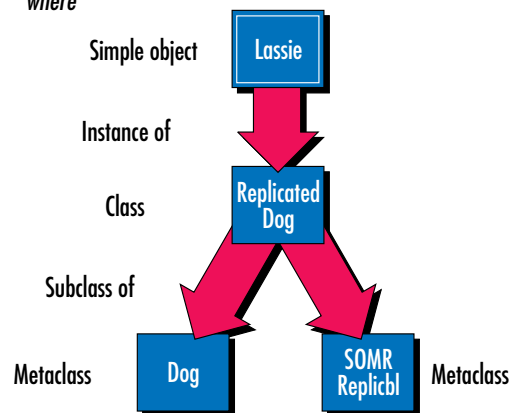 where
Simple object
Lassie
Instance of
Class
Replicated
Dog
Subclass of
Metaclass
Dog
SOMR
Replicbl
Metaclass